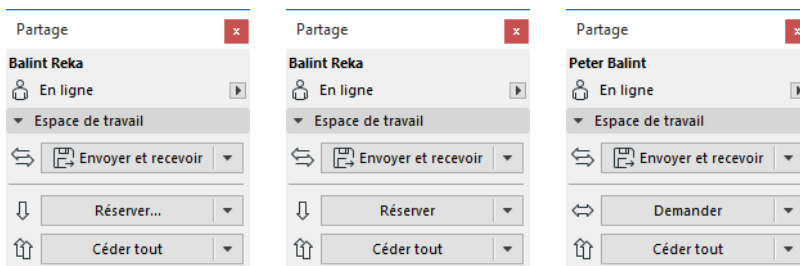 Partage
x
Balint Reka
En ligne
Espace de travail
Envoyer et recevoir
Réserver...
Céder tout
Partage
x
Balint Reka
En ligne
Espace de travail
Envoyer et recevoir
Réserver
Céder tout
Partage
x
Peter Balint
En ligne
Espace de travail
Envoyer et recevoir
Demander
Céder tout